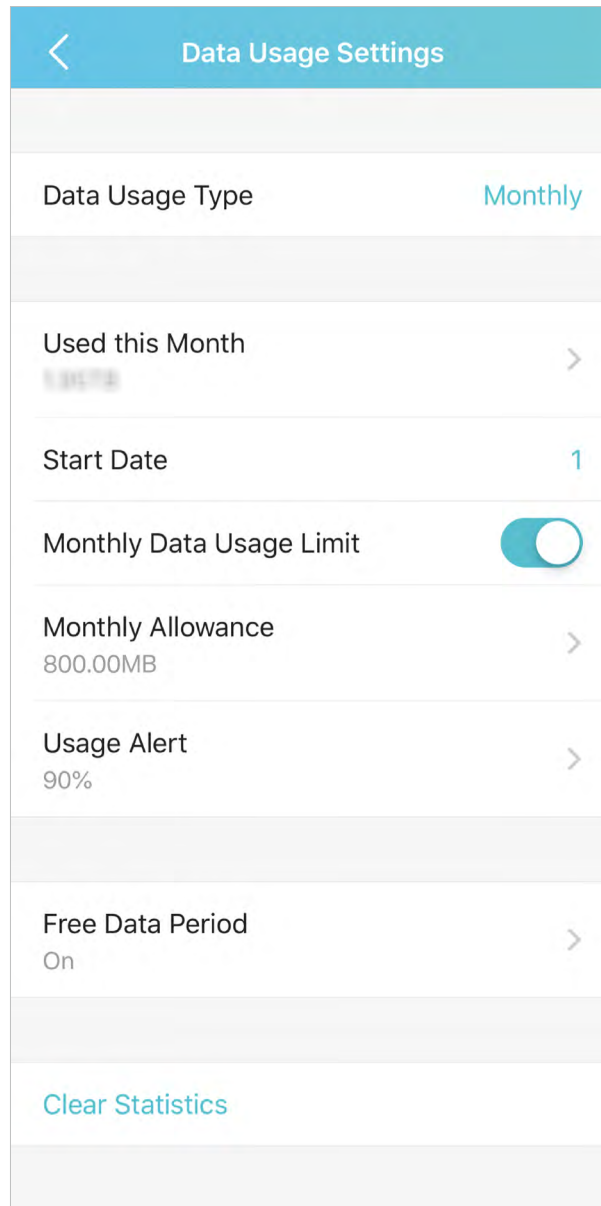 Data Usage Settings
Data Usage Type
Monthly
Used this Month
Start Date
1
Monthly Data Usage Limit
Monthly Allowance
800.00MB
Usage Alert
90%
Free Data Period
On
Clear Statistics